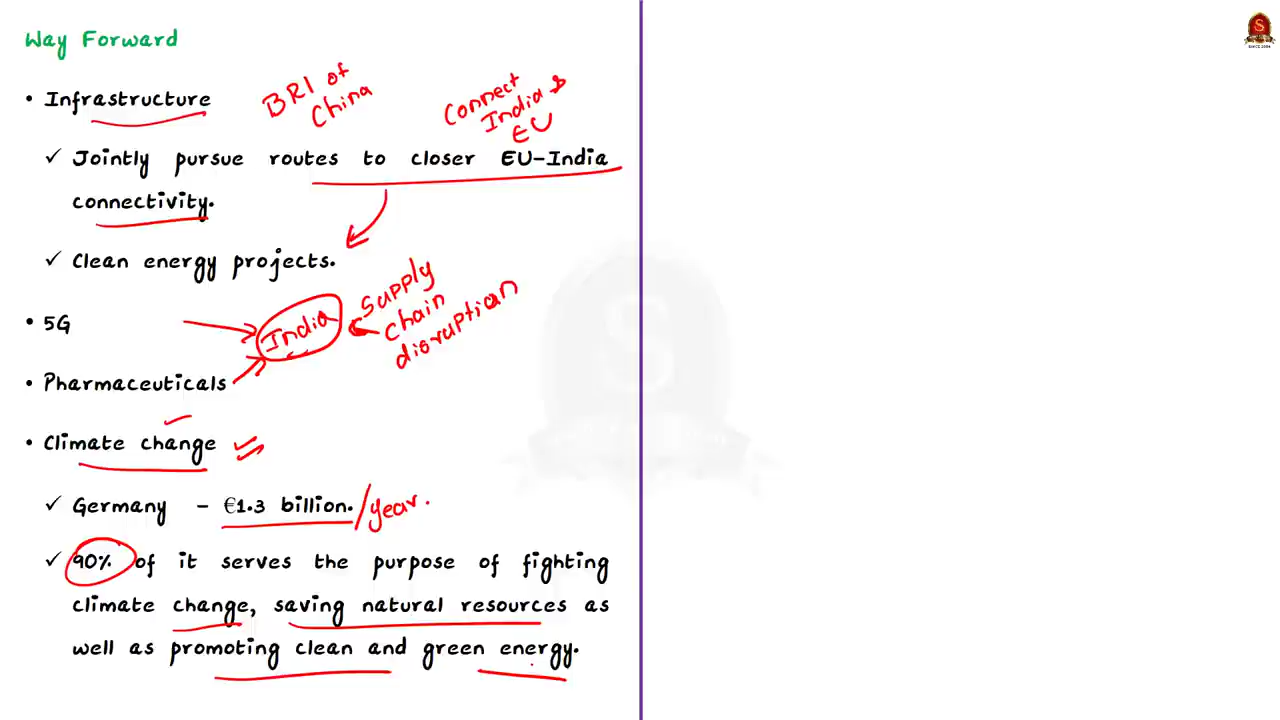 Way Forward
• Infrastructure
BRI of
China
Connect
India &
EU
✓ Jointly pursue routes to closer EU-India
connectivity.
✓ Clean energy projects.
• 5G
India
Supply
chain
disruption
• Pharmaceuticals
• Climate change
✓ Germany - €1.3 billion./year.
✓ 90% of it serves the purpose of fighting
climate change, saving natural resources as
well as promoting clean and green energy.
S